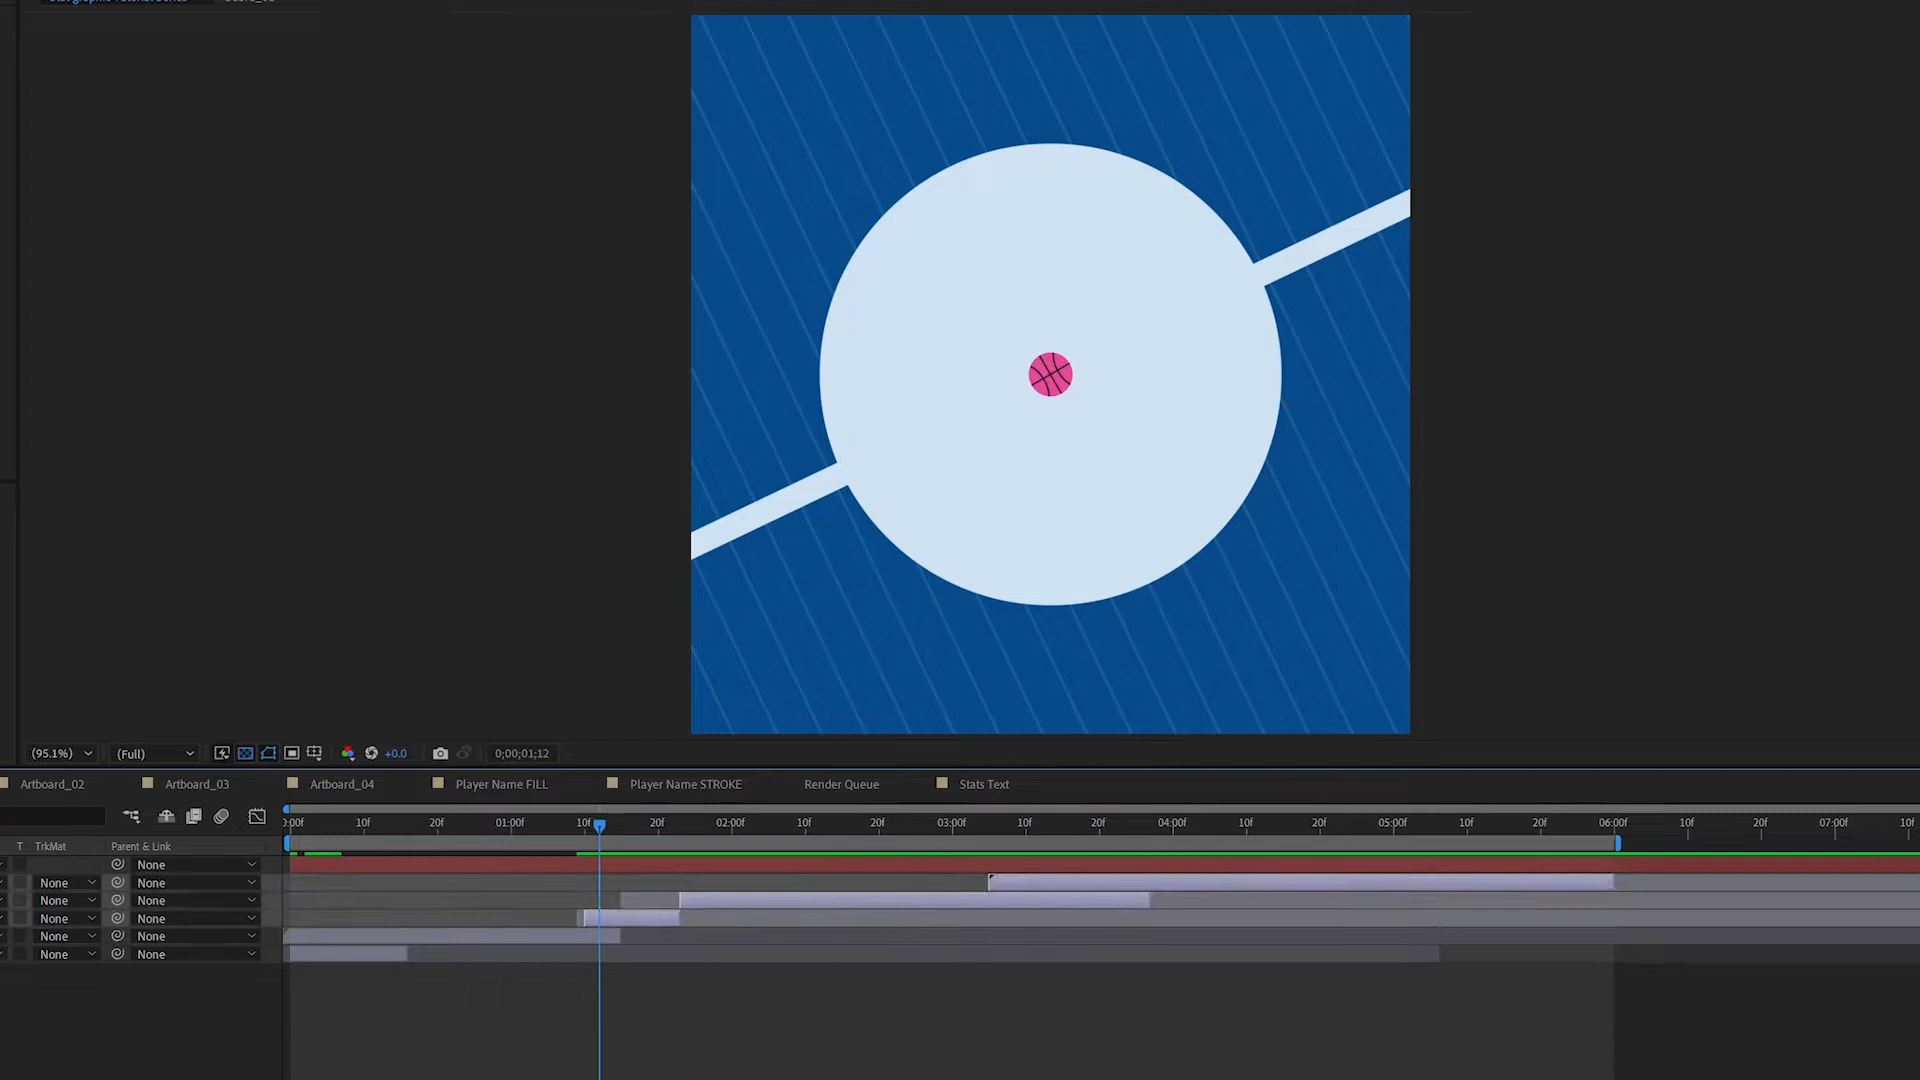 (95.1%) (Full) +0.0 0;00;01;12
Artboard_02 Artboard_03 Artboard_04 Player Name FILL Player Name STROKE Render Queue Stats Text
:00f 10f 20f 01:00f 10f 20f 02:00f 10f 20f 03:00f 10f 20f 04:00f 10f 20f 05:00f 10f 20f 06:00f 10f 20f 07:00f 10f
T TrkMat Parent & Link
None
None None
None None
None None
None None
None None